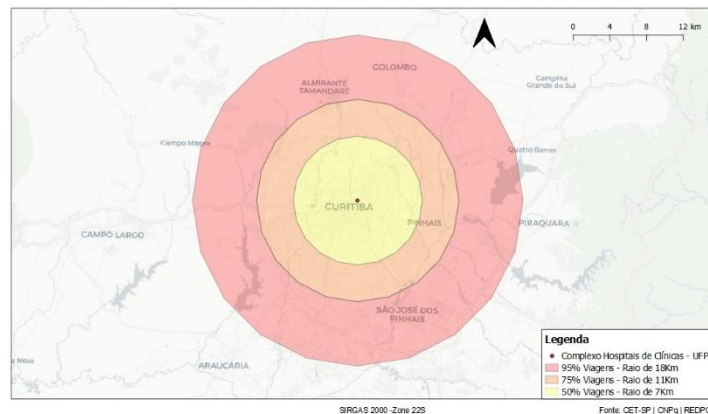 0 4 8 12 km
COLOMBO
ALMIRANTE
TAMANDARÉ
Campina
Grande do Sul
Campo Magro
Quatro Barras
CURITIBA
PINHAIS
PIRAQUARA
CAMPO LARGO
SÃO JOSÉ DOS
PINHAIS
ARAUCÁRIA
Legenda
Complexo Hospitais de Clínicas - UFP
95% Viagens - Raio de 18Km
75% Viagens - Raio de 11Km
50% Viagens - Raio de 7Km
SIRGAS 2000 -Zone 22S
Fonte: CET-SP | CNPq | REDPG